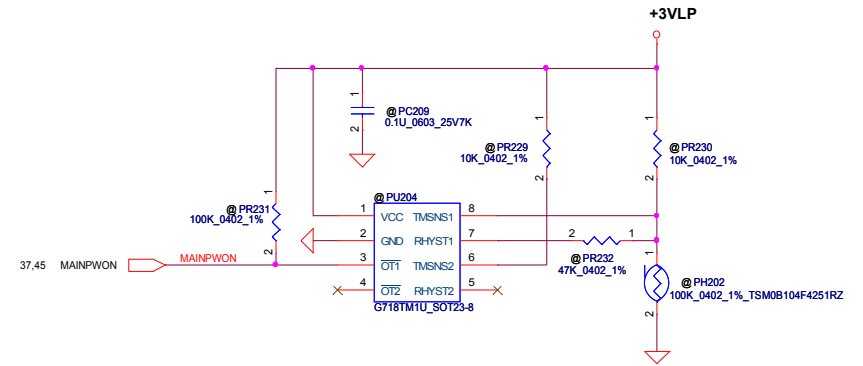 +3VLP
1
@PC209
0.1U_0603_25V7K
2
1
@PR229
10K_0402_1%
2
1
@PR230
10K_0402_1%
2
1
@PR231
100K_0402_1%
2
@PU204
1 VCC TMSNS1 8
2 GND RHYST1 7
3 OT1 TMSNS2 6
4 OT2 RHYST2 5
G718TM1U_SOT23-8
2 1
@PR232
47K_0402_1%
37,45 MAINPWON MAINPWON
1
@PH202
100K_0402_1%_TSM0B104F4251RZ
2